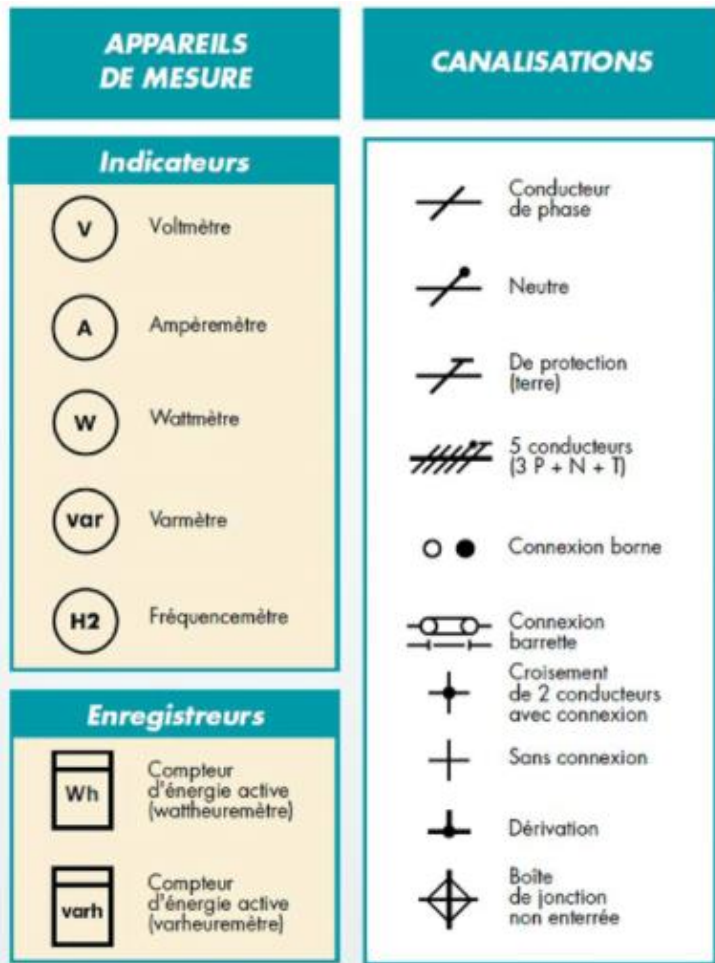 APPAREILS
DE MESURE
Indicateurs
V
Voltmètre
A
Ampèremètre
W
Wattmètre
var
Varmètre
H2
Fréquencemètre
Enregistreurs
Wh
Compteur
d'énergie active
(wattheuremètre)
varh
Compteur
d'énergie active
(varheuremètre)
CANALISATIONS
Conducteur
de phase
Neutre
De protection
(terre)
5 conducteurs
(3 P + N + T)
Connexion borne
Connexion
barrette
Croisement
de 2 conducteurs
avec connexion
Sans connexion
Dérivation
Boîte
de jonction
non enterrée